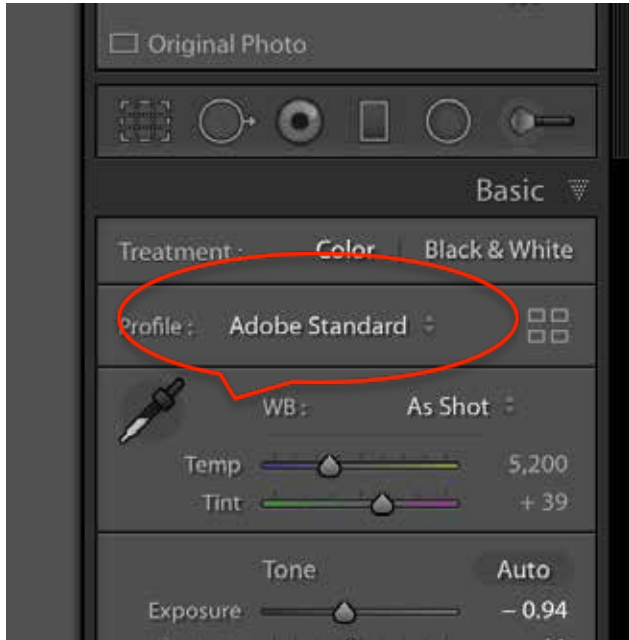 Original Photo
Basic
Treatment : Color | Black & White
Profile : Adobe Standard
WB : As Shot
Temp 5,200
Tint + 39
Tone Auto
Exposure – 0.94